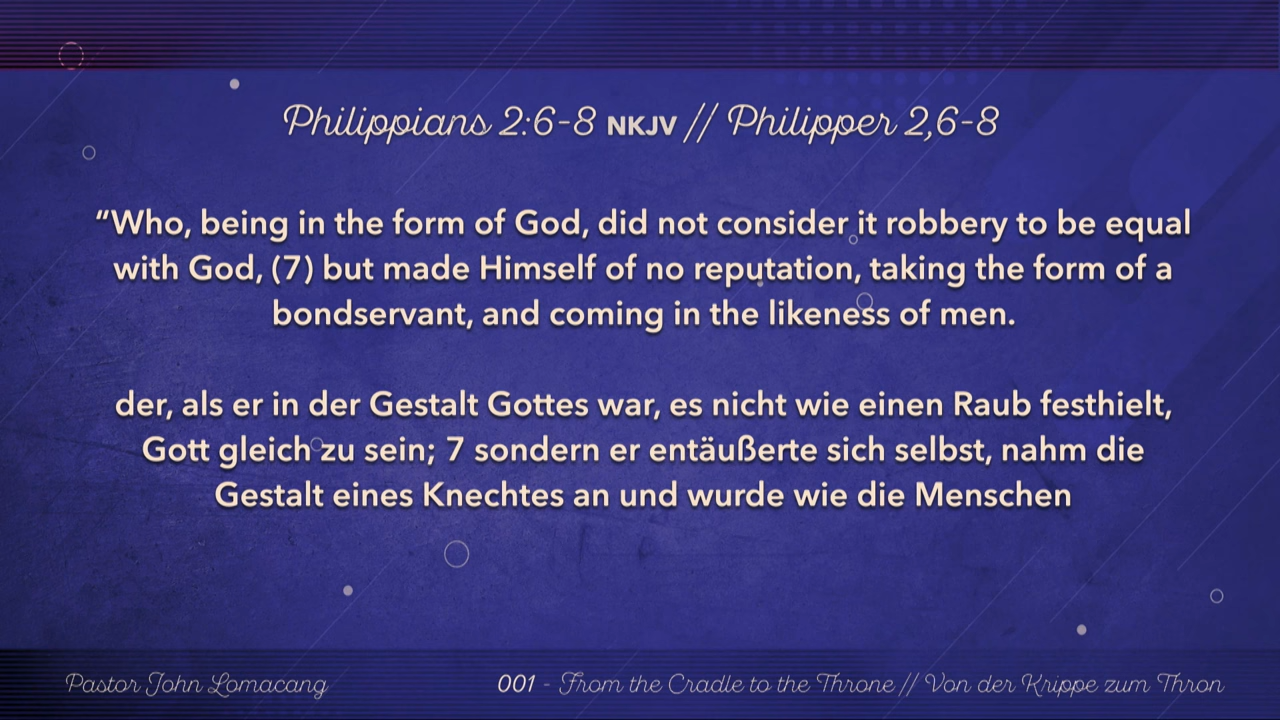 Philippians 2:6-8 NKJV // Philipper 2,6-8
“Who, being in the form of God, did not consider it robbery to be equal
with God, (7) but made Himself of no reputation, taking the form of a
bondservant, and coming in the likeness of men.
der, als er in der Gestalt Gottes war, es nicht wie einen Raub festhielt,
Gott gleich zu sein; 7 sondern er entäußerte sich selbst, nahm die
Gestalt eines Knechtes an und wurde wie die Menschen
Pastor John Lomacang
001 - From the Cradle to the Throne // Von der Krippe zum Thron